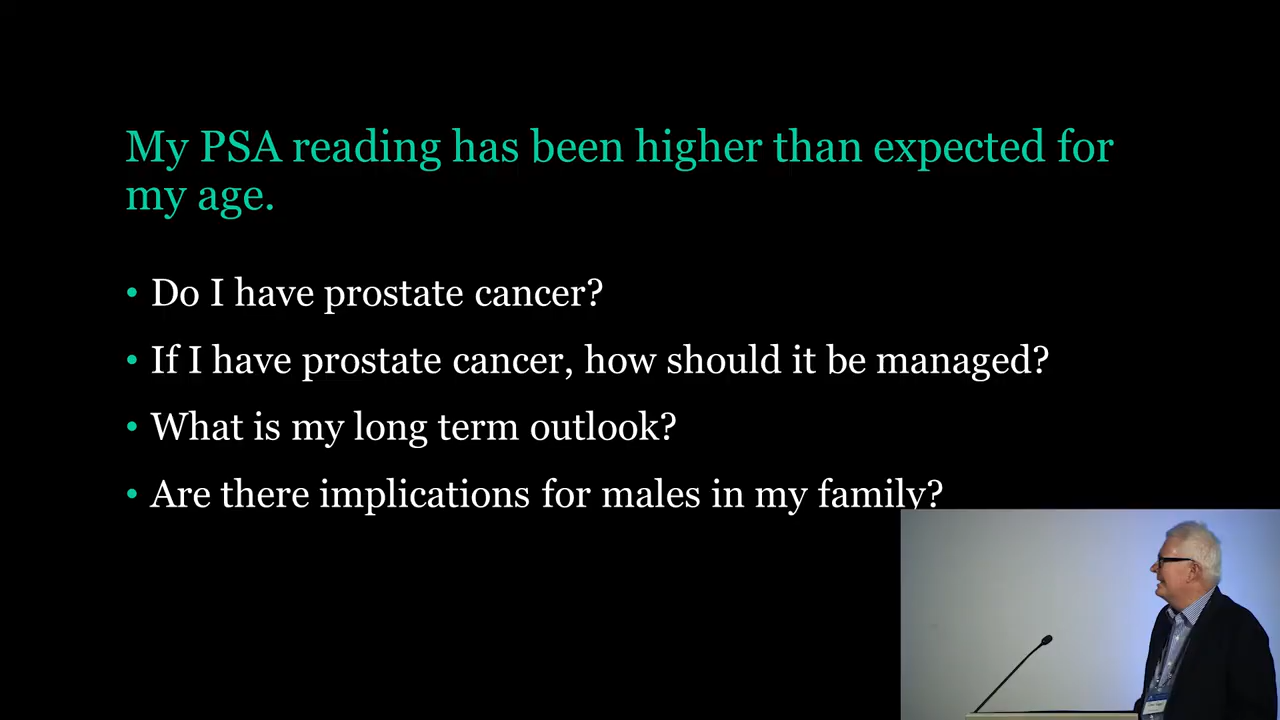 My PSA reading has been higher than expected for
my age.
• Do I have prostate cancer?
• If I have prostate cancer, how should it be managed?
• What is my long term outlook?
• Are there implications for males in my family?